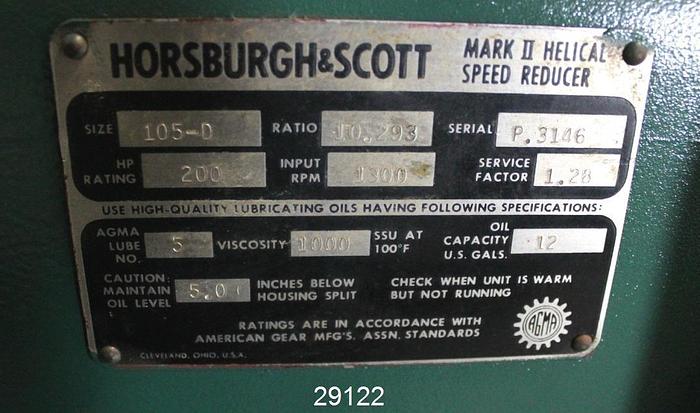 HORSBURGH&SCOTT
MARK II HELICAL
SPEED REDUCER
SIZE 105-D RATIO 10.293 SERIAL P.3146
HP RATING 200 INPUT RPM 1300 SERVICE FACTOR 1.28
USE HIGH-QUALITY LUBRICATING OILS HAVING FOLLOWING SPECIFICATIONS:
AGMA LUBE NO. 5 VISCOSITY 1000 SSU AT 100°F OIL CAPACITY U.S. GALS. 12
CAUTION: MAINTAIN OIL LEVEL 5.0 INCHES BELOW HOUSING SPLIT CHECK WHEN UNIT IS WARM BUT NOT RUNNING
RATINGS ARE IN ACCORDANCE WITH
AMERICAN GEAR MFG'S. ASSN. STANDARDS
AGMA
CLEVELAND, OHIO, U.S.A.
29122